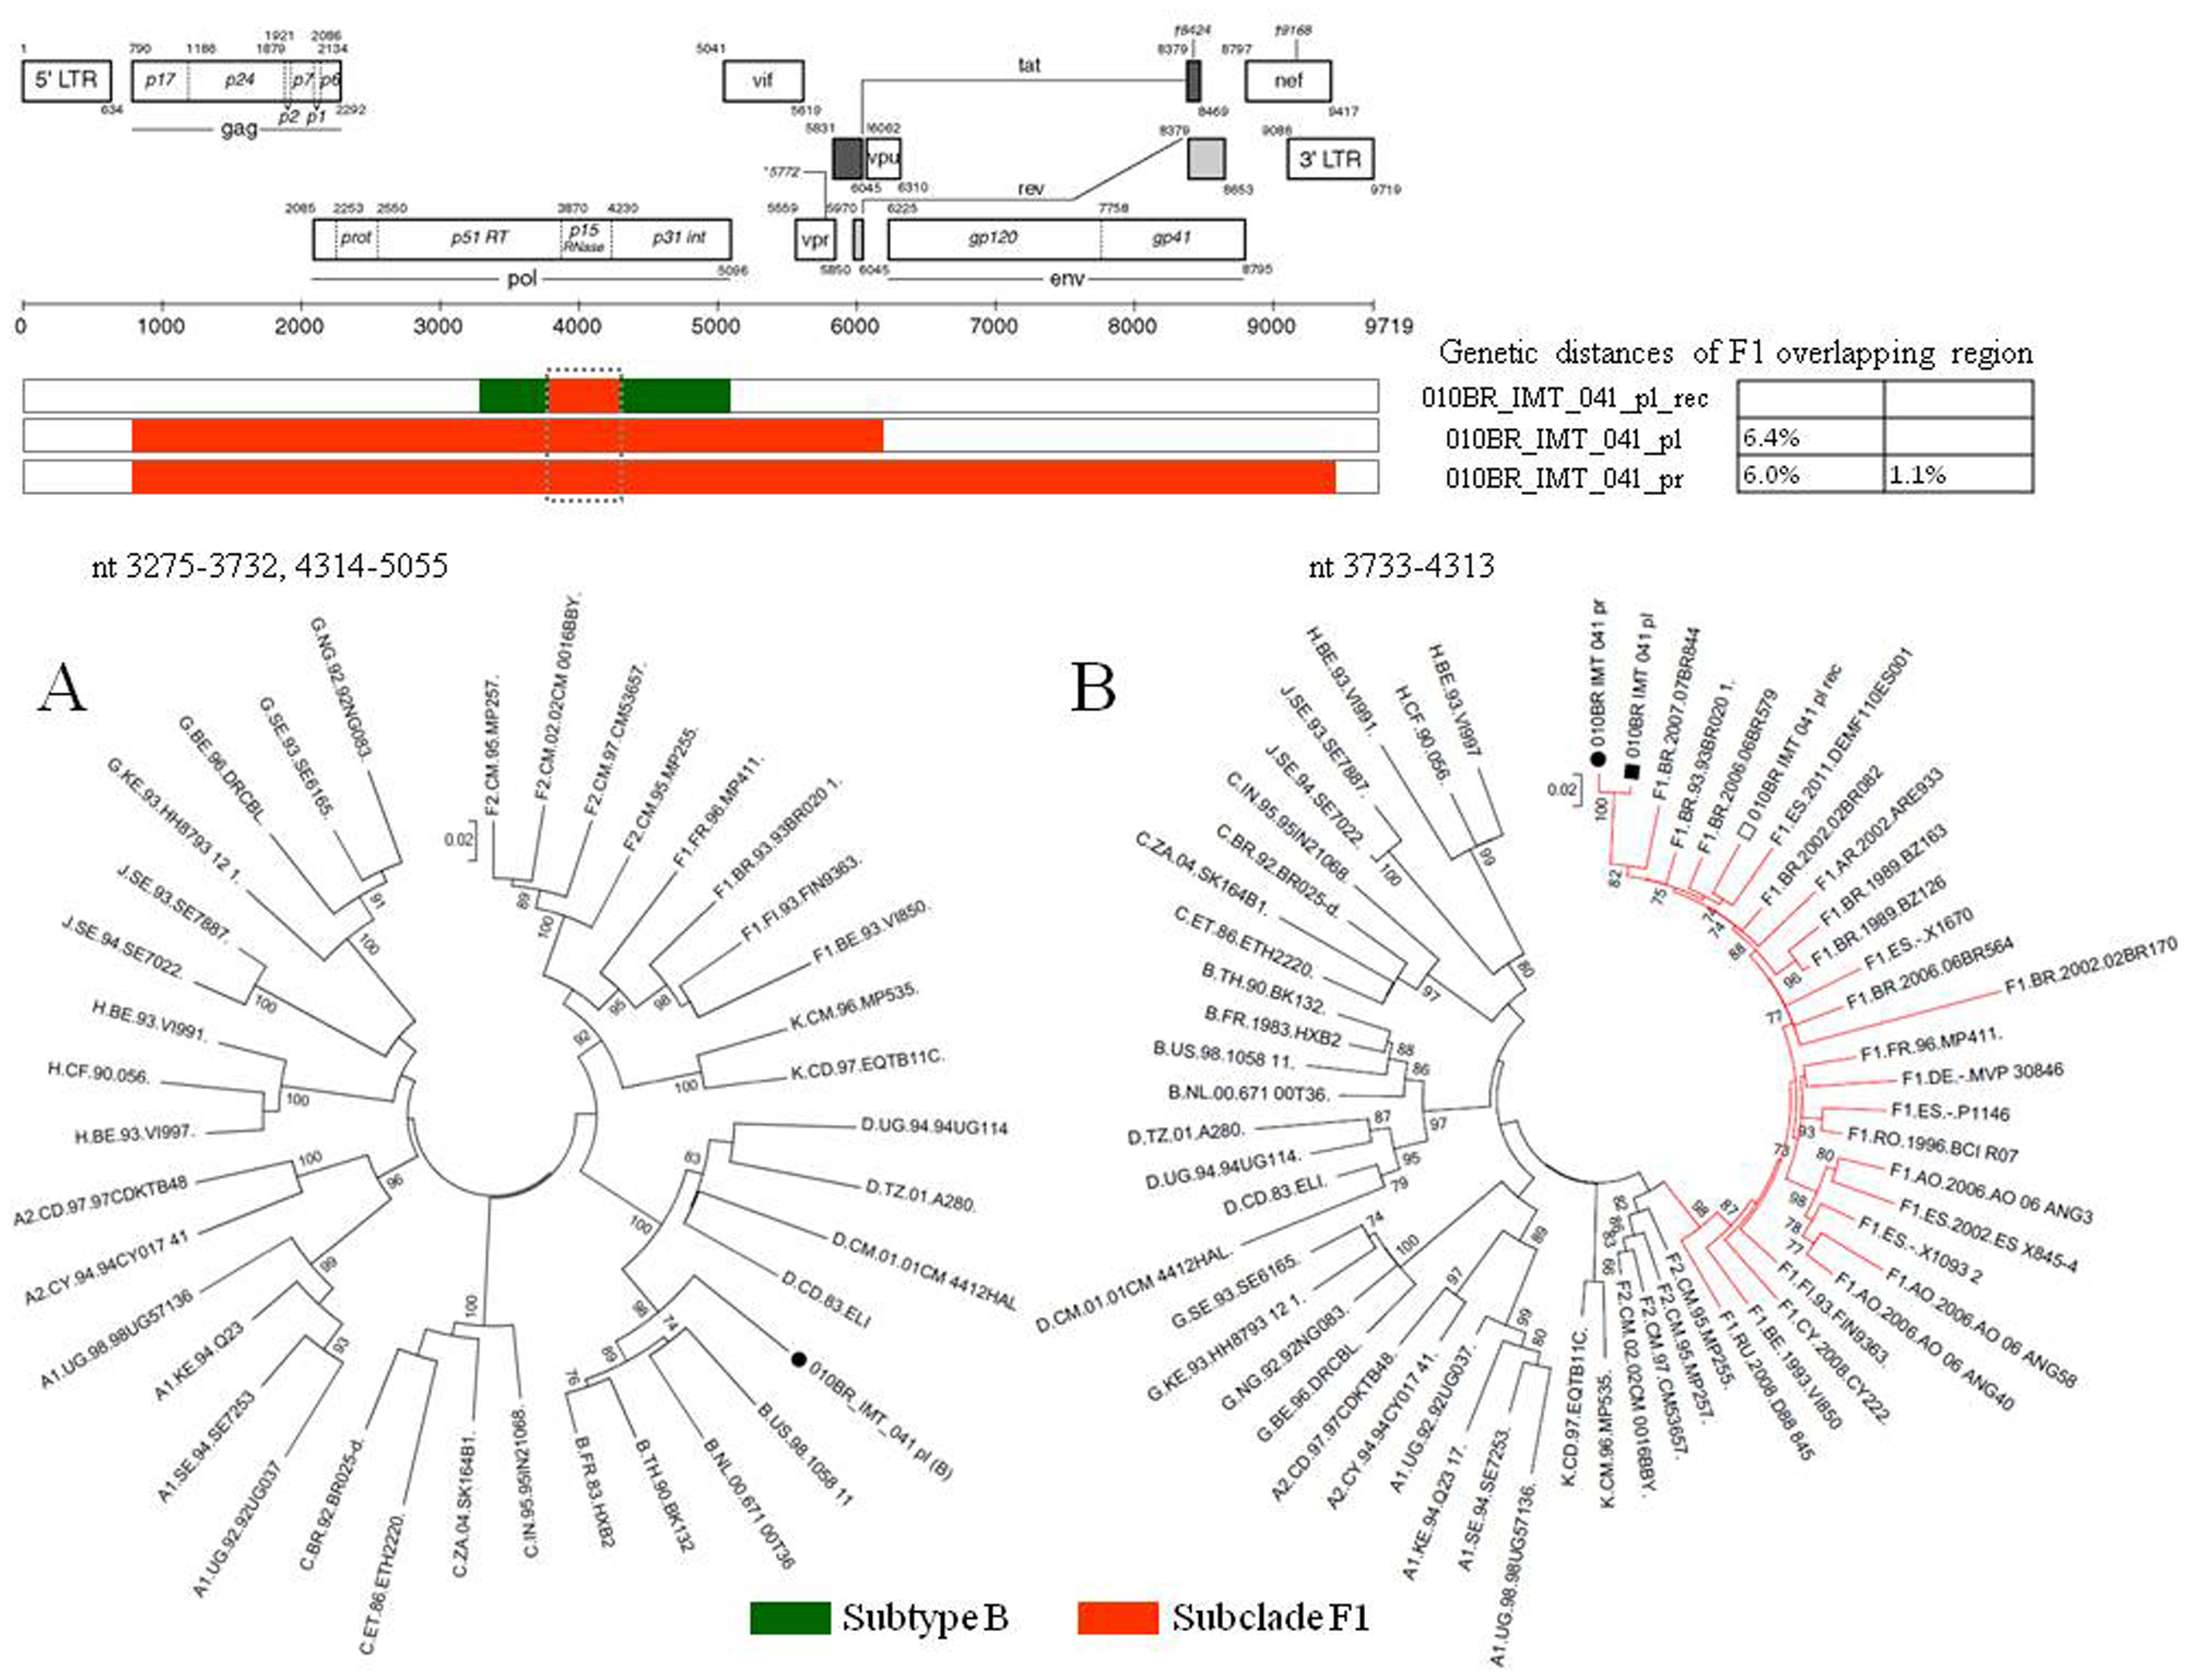 1921 2086
1 790 1186 1879 2134
5' LTR p17 p24 p7 p6
634 p2 p1 2292
gag
5041 tat 8379 †8424 8797 †9168
vif nef
5619 8469 9417
5831 6062 8379 9086
vpu 3' LTR
*5772 6045 6310 rev 8653 9719
2085 2253 2550 3870 4230 5559 5970 6225 7758
prot p51 RT p15 RNase p31 int vpr gp120 gp41
5096 5850 6045 8795
pol env
0 1000 2000 3000 4000 5000 6000 7000 8000 9000 9719
Genetic distances of F1 overlapping region
010BR_IMT_041_pl_rec
010BR_IMT_041_pl 6.4%
010BR_IMT_041_pr 6.0% 1.1%
nt 3275-3732, 4314-5055
nt 3733-4313
A
0.02
F2.CM.95.MP257.
F2.CM.02.02CM 0016BBY.
F2.CM.97.CM53657.
F2.CM.95.MP255.
F1.FR.96.MP411.
F1.BR.93.93BR020 1.
F1.FI.93.FIN9363.
F1.BE.93.VI850.
K.CM.96.MP535.
K.CD.97.EQTB11C.
D.UG.94.94UG114
D.TZ.01.A280.
D.CM.01.01CM 4412HAL
D.CD.83.ELI
010BR_IMT_041 pl (B)
B.US.98.1058 11
B.NL.00.671 00T36
B.TH.90.BK132
B.FR.83.HXB2
C.IN.95.95IN21068.
C.ZA.04.SK164B1.
C.ET.86.ETH2220.
C.BR.92.BR025-d.
A1.UG.92.92UG037
A1.SE.94.SE7253
A1.KE.94.Q23
A1.UG.98.98UG57136
A2.CY.94.94CY017 41
A2.CD.97.97CDKTB48
H.BE.93.VI997.
H.CF.90.056.
H.BE.93.VI991.
J.SE.94.SE7022.
J.SE.93.SE7887.
G.KE.93.HH8793 12 1.
G.BE.96.DRCBL.
G.SE.93.SE6165.
G.NG.92.92NG083.
89 100 95 98 92 100 83 100 98 74 89 76 100 93 99 96 100 100 100 100 91
B
0.02
010BR IMT 041 pr
010BR IMT 041 pl
F1.BR.2007.07BR844
F1.BR.93.93BR020 1.
F1.BR.2006.06BR579
010BR IMT 041 pl rec
F1.ES.2011.DEMF110ES001
F1.BR.2002.02BR082
F1.AR.2002.ARE933
F1.BR.1989.BZ163
F1.BR.1989.BZ126
F1.ES.-.X1670
F1.BR.2006.06BR564
F1.BR.2002.02BR170
F1.FR.96.MP411.
F1.DE.-.MVP 30846
F1.ES.-.P1146
F1.RO.1996.BCI R07
F1.AO.2006.AO 06 ANG3
F1.ES.2002.ES X845-4
F1.ES.-.X1093 2
F1.AO.2006.AO 06 ANG58
F1.AO.2006.AO 06 ANG40
F1.FI.93.FIN9363.
F1.CY.2008.CY222.
F1.BE.1993.VI850
F1.RU.2008.D88 845
F2.CM.95.MP255.
F2.CM.95.MP257.
F2.CM.97.CM53657.
F2.CM.02.02CM 0016BBY.
K.CM.96.MP535.
K.CD.97.EQTB11C.
A1.UG.98.98UG57136.
A1.SE.94.SE7253.
A1.KE.94.Q23 17.
A1.UG.92.92UG037.
A2.CY.94.94CY017 41.
A2.CD.97.97CDKTB48.
G.BE.96.DRCBL.
G.NG.92.92NG083.
G.KE.93.HH8793 12 1.
G.SE.93.SE6165.
D.CM.01.01CM 4412HAL.
D.CD.83.ELI.
D.UG.94.94UG114.
D.TZ.01.A280.
B.NL.00.671 00T36.
B.US.98.1058 11.
B.FR.1983.HXB2
B.TH.90.BK132.
C.ET.86.ETH2220.
C.ZA.04.SK164B1.
C.BR.92.BR025-d.
C.IN.95.95IN21068.
J.SE.94.SE7022.
J.SE.93.SE7887.
H.BE.93.VI991.
H.CF.90.056.
H.BE.93.VI997
100 82 75 74 74 88 96 77 93 73 80 98 78 77 87 98 99 80 89 97 100 74 79 95 87 97 86 88 97 100 80 99
Subtype B
Subclade F1